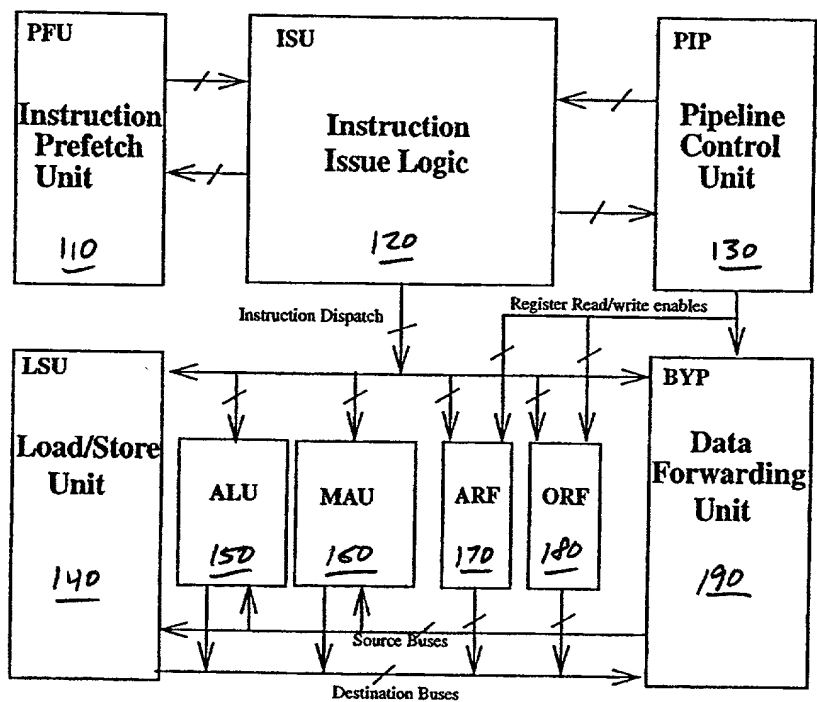 PFU
Instruction
Prefetch
Unit
110
ISU
Instruction
Issue Logic
120
PIP
Pipeline
Control
Unit
130
Instruction Dispatch
Register Read/write enables
LSU
Load/Store
Unit
140
ALU
150
MAU
160
ARF
170
ORF
180
BYP
Data
Forwarding
Unit
190
Source Buses
Destination Buses